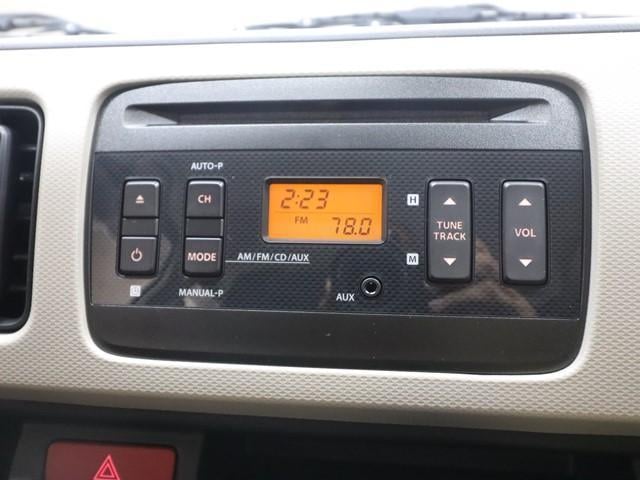 AUTO-P
CH
MODE
AM/FM/CD/AUX
MANUAL-P
2:23
FM 78.0
AUX
H
M
TUNE
TRACK
VOL